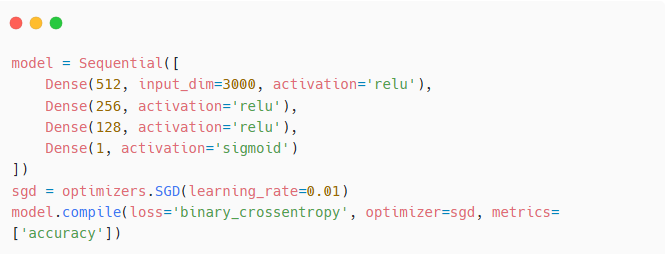 model = Sequential([
    Dense(512, input_dim=3000, activation='relu'),
    Dense(256, activation='relu'),
    Dense(128, activation='relu'),
    Dense(1, activation='sigmoid')
])
sgd = optimizers.SGD(learning_rate=0.01)
model.compile(loss='binary_crossentropy', optimizer=sgd, metrics=
['accuracy'])